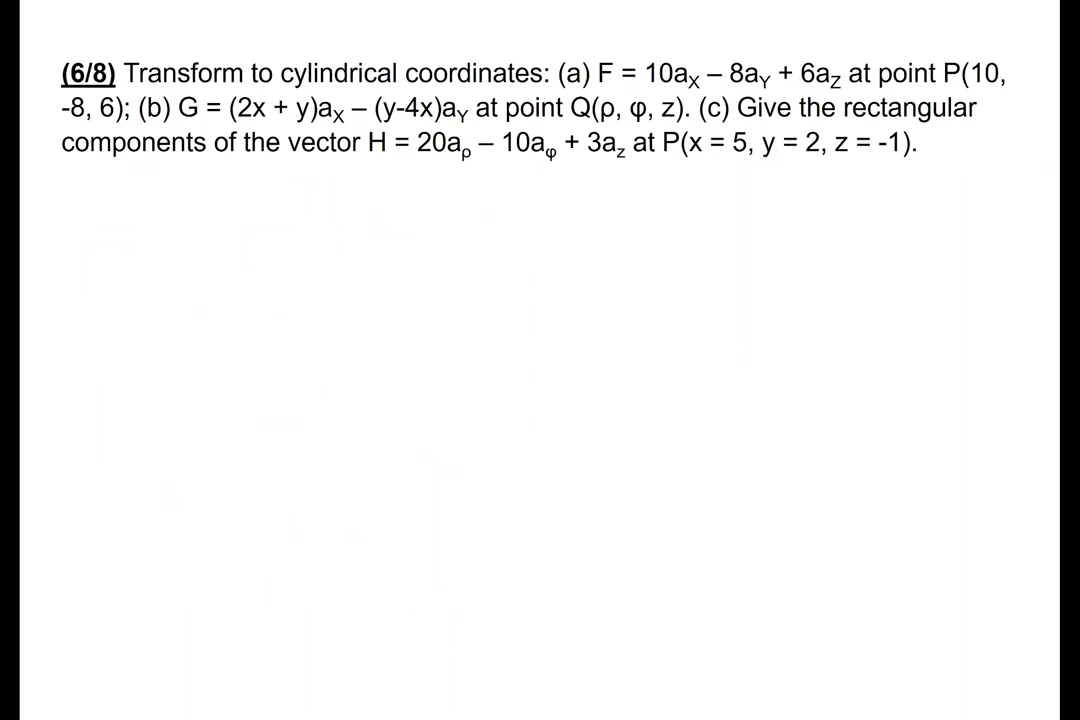 (6/8) Transform to cylindrical coordinates: (a) F = 10aₓ – 8aY + 6aZ at point P(10,
-8, 6); (b) G = (2x + y)aₓ – (y-4x)aY at point Q(ρ, φ, z). (c) Give the rectangular
components of the vector H = 20aρ – 10aφ + 3az at P(x = 5, y = 2, z = -1).